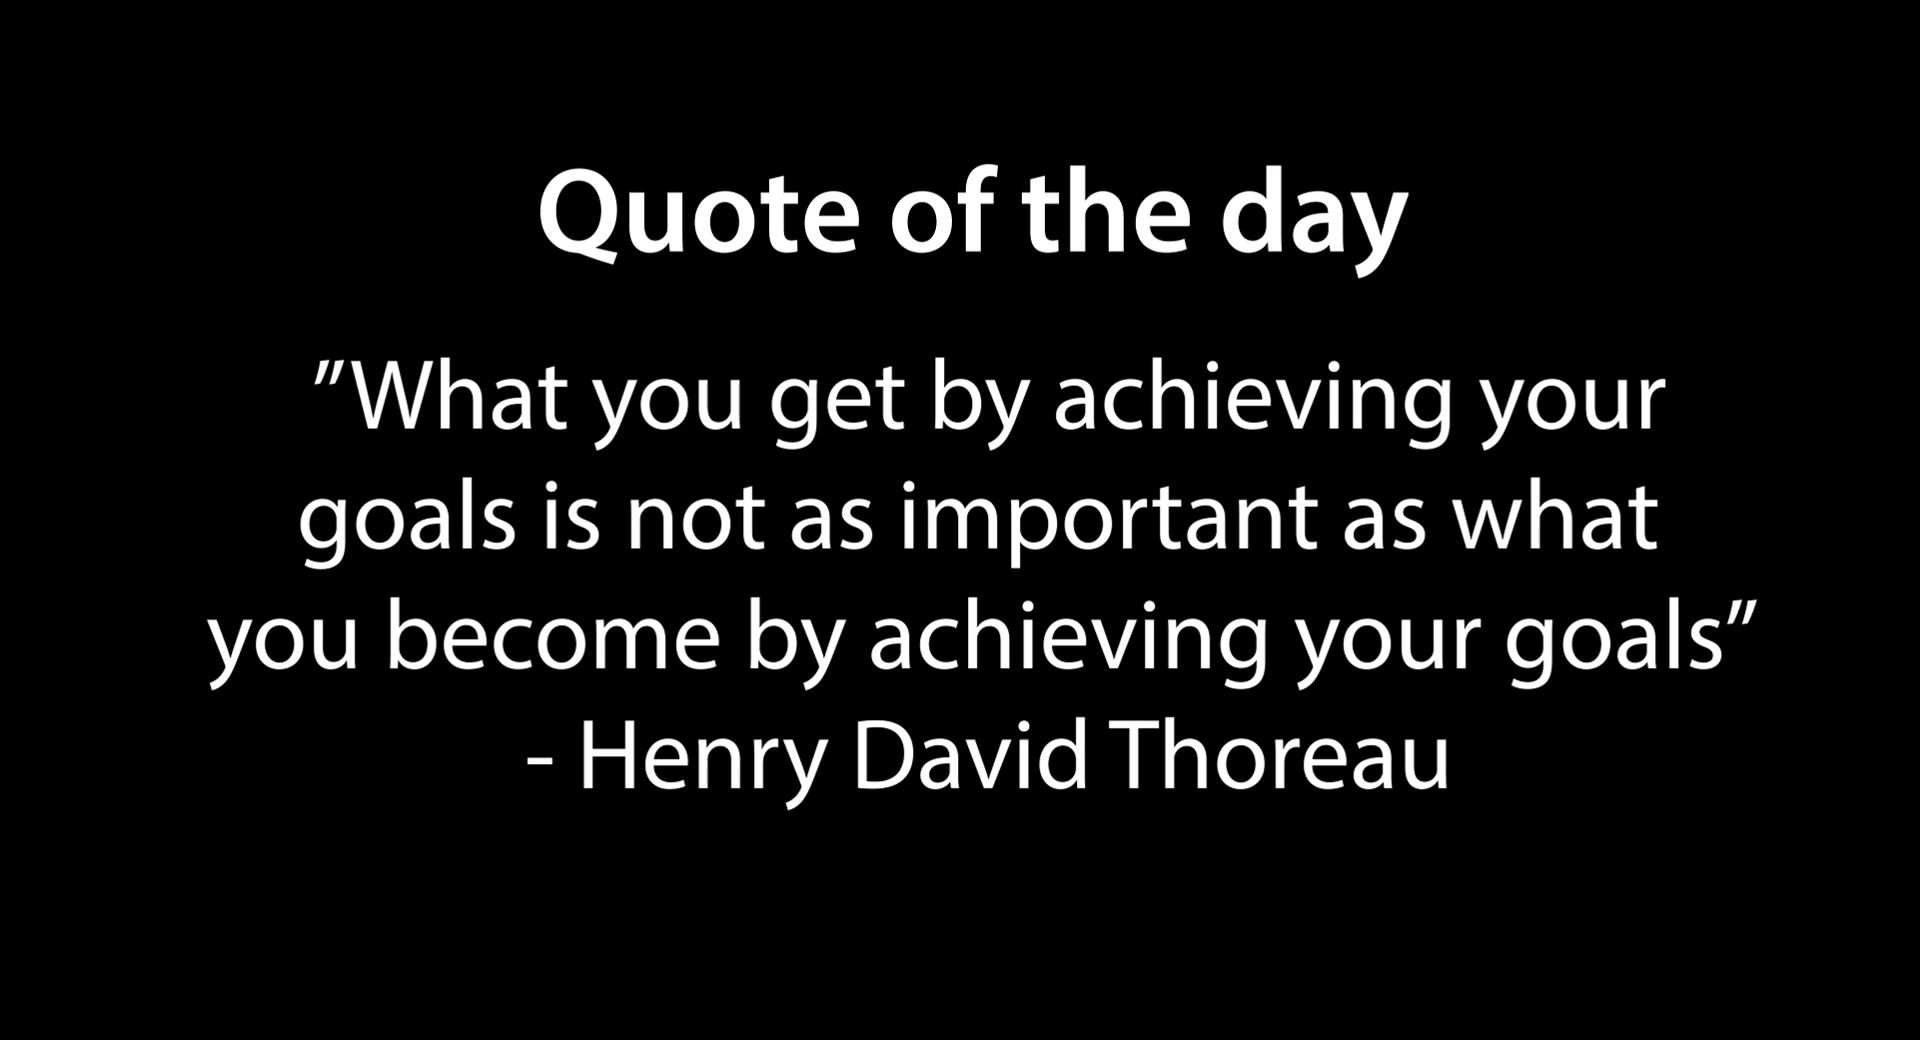 Quote of the day
"What you get by achieving your
goals is not as important as what
you become by achieving your goals"
- Henry David Thoreau